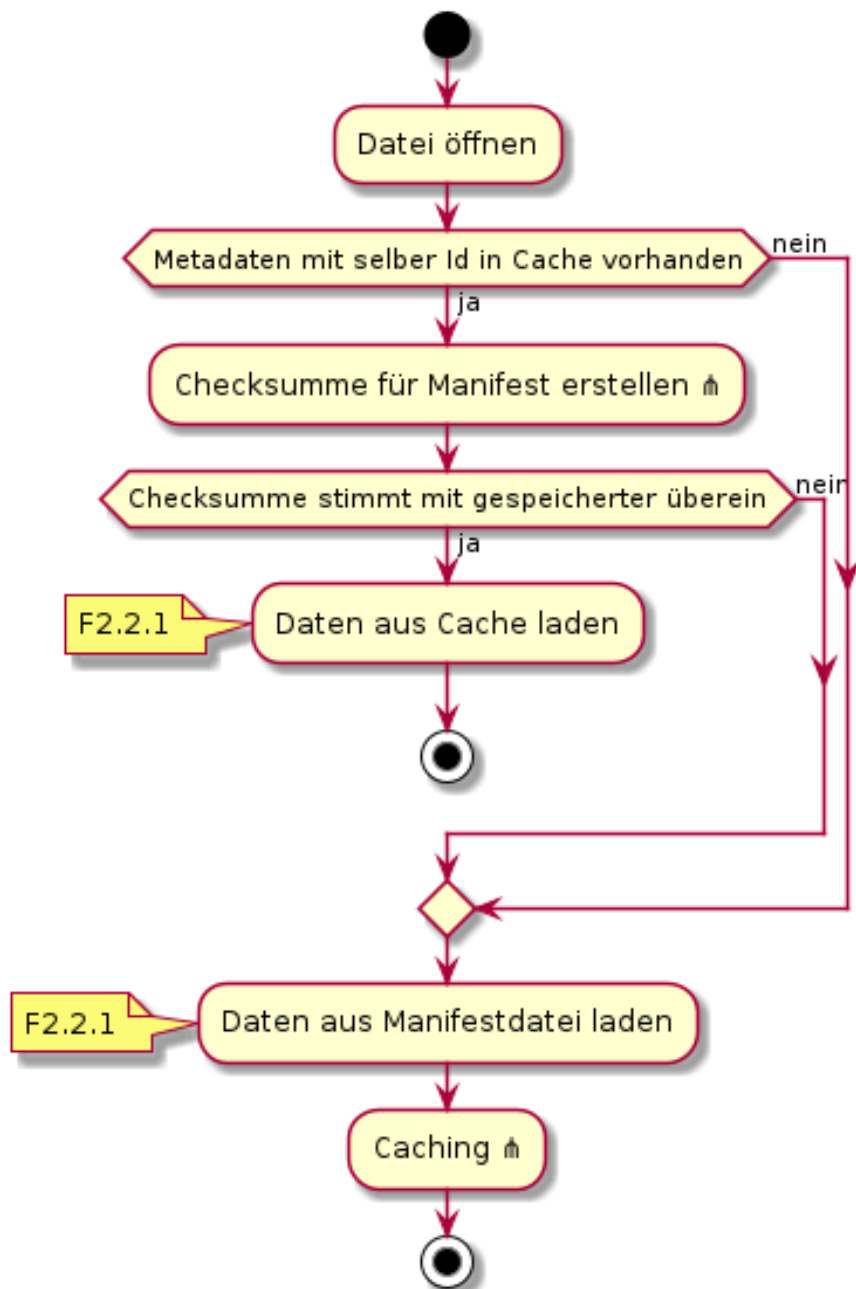 Datei öffnen
Metadaten mit selber Id in Cache vorhanden
nein
ja
Checksumme für Manifest erstellen ⋔
Checksumme stimmt mit gespeicherter überein
nein
ja
F2.2.1
Daten aus Cache laden
F2.2.1
Daten aus Manifestdatei laden
Caching ⋔